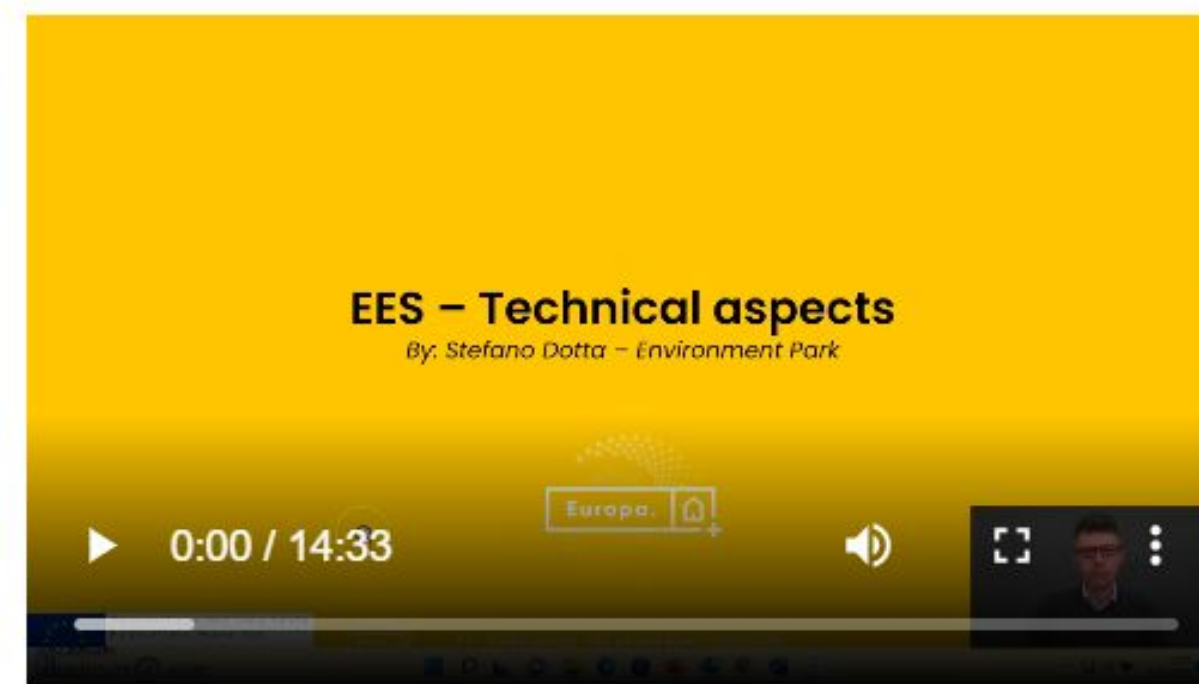 EES – Technical aspects
By: Stefano Dotta – Environment Park
Europa.
0:00 / 14:33